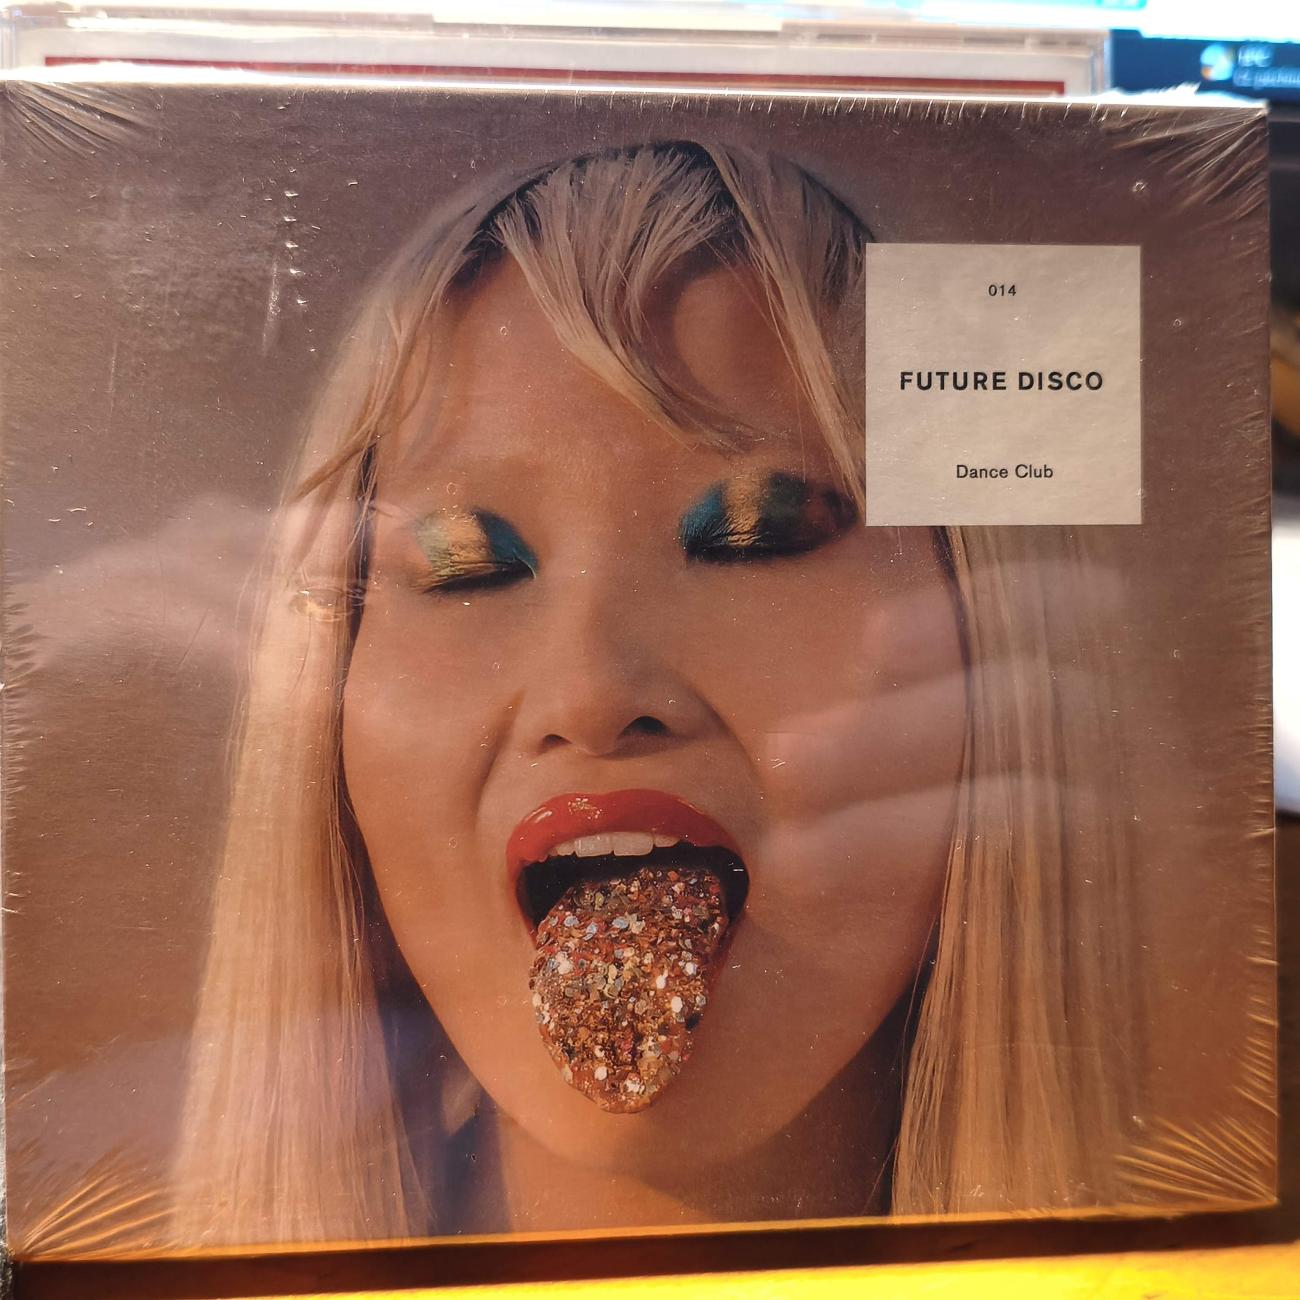 014
FUTURE DISCO
Dance Club